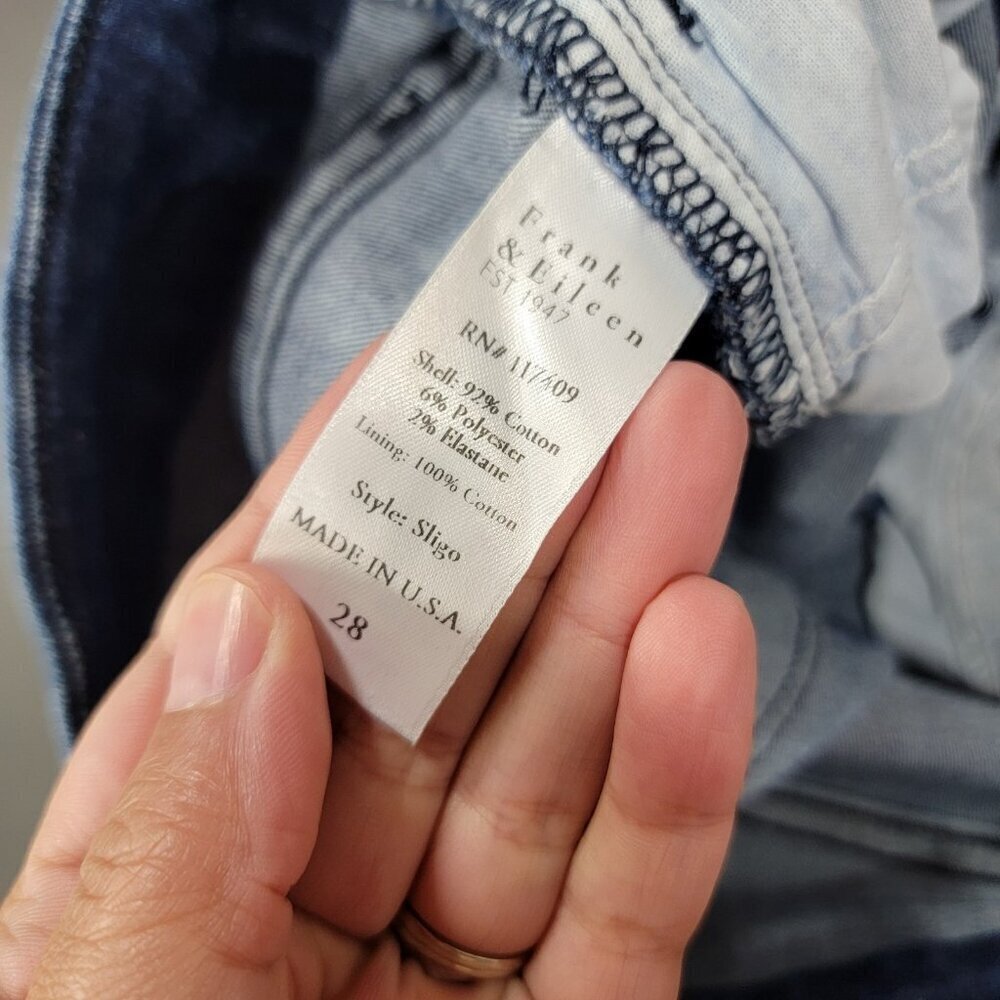 Frank
& Eileen
EST 1947
RN# 117409
Shell: 92% Cotton
6% Polyester
2% Elastane
Lining: 100% Cotton
Style: Sligo
MADE IN U.S.A.
28